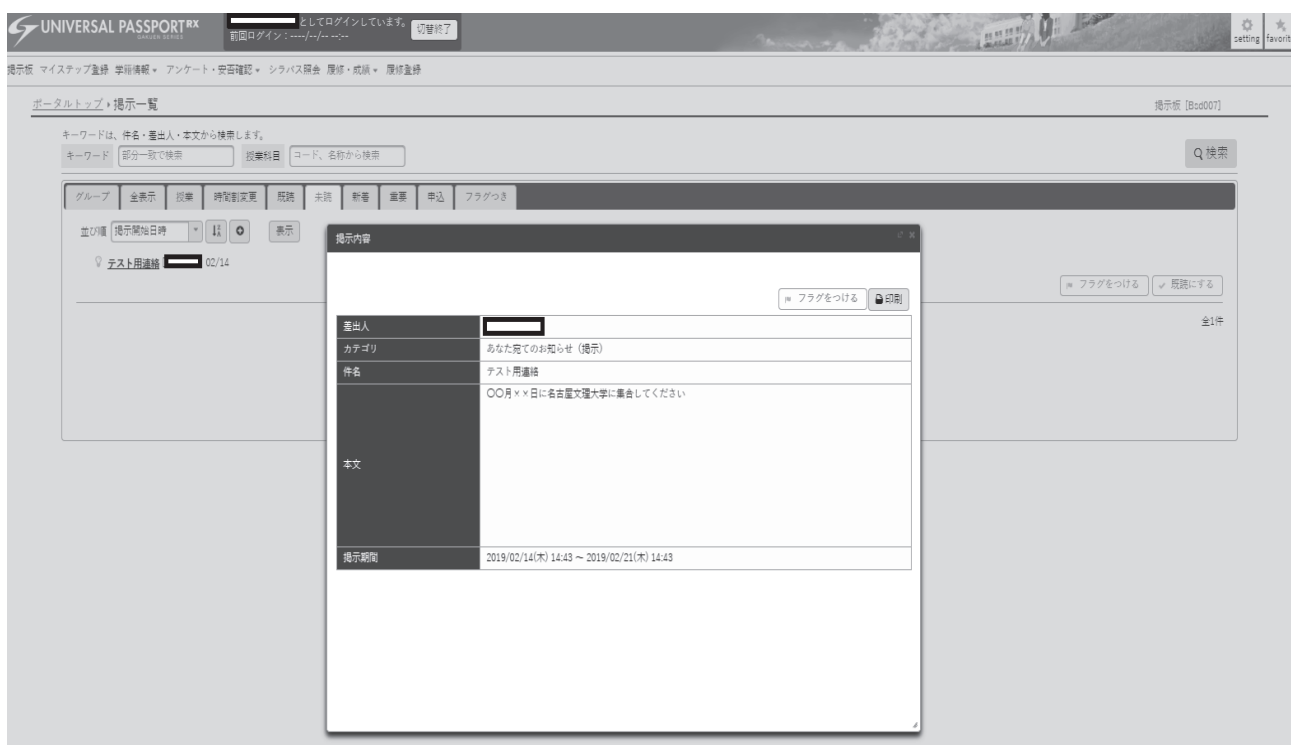 UNIVERSAL PASSPORT RX
GAKUEN SERIES
としてログインしています。
前回ログイン：----/--/-- --:--
切替終了
setting
favorit
掲示板 マイステップ登録 学籍情報 アンケート・安否確認 シラバス照会 履修・成績 履修登録
ポータルトップ 掲示一覧
掲示板 [Bsd007]
キーワードは、件名・差出人・本文から検索します。
キーワード 部分一致で検索 授業科目 コード、名称から検索
検索
グループ 全表示 授業 時間割変更 既読 未読 新着 重要 申込 フラグつき
並び順 掲示開始日時 表示
テスト用連絡 02/14
フラグをつける 既読にする
全1件
掲示内容
フラグをつける 印刷
差出人
カテゴリ あなた宛てのお知らせ（掲示）
件名 テスト用連絡
本文 〇〇月××日に名古屋文理大学に集合してください
掲示期間 2019/02/14(木) 14:43 ～ 2019/02/21(木) 14:43